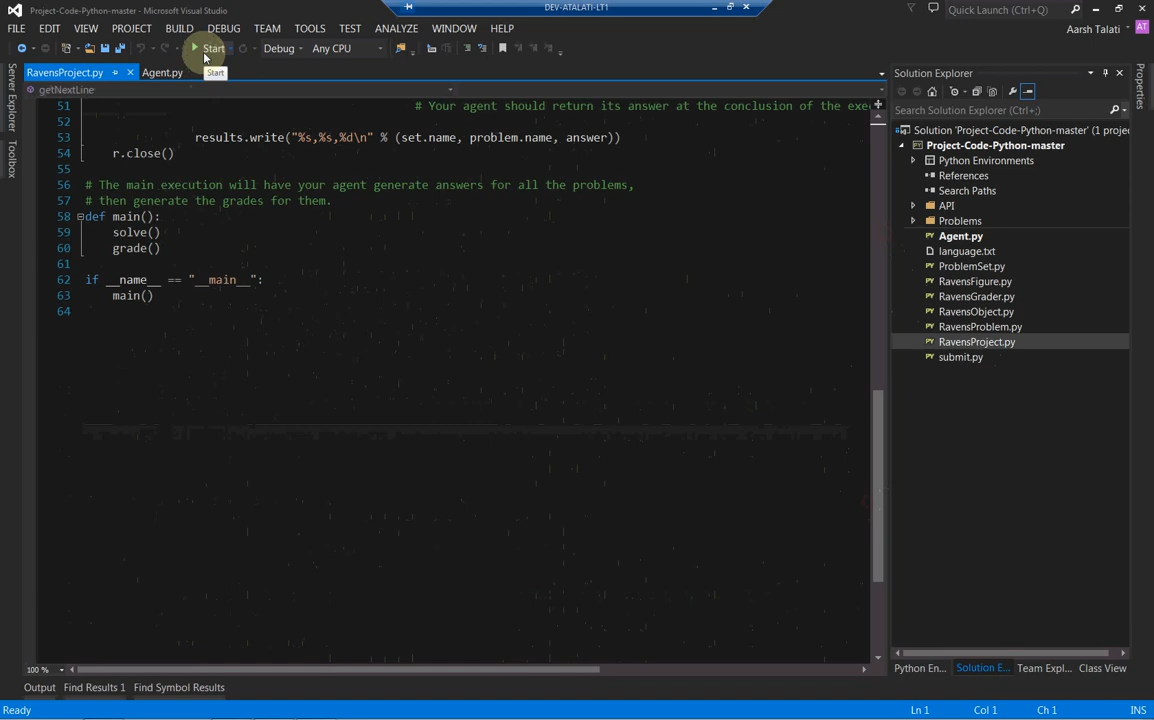 Project-Code-Python-master - Microsoft Visual Studio
DEV-ATALATI-LT1
Quick Launch (Ctrl+Q)
FILE EDIT VIEW PROJECT BUILD DEBUG TEAM TOOLS TEST ANALYZE WINDOW HELP
Aarsh Talati AT
Start Debug Any CPU
RavensProject.py Agent.py
Start
Solution Explorer
getNextLine
Server Explorer
Toolbox
Properties
51 # Your agent should return its answer at the conclusion of the exec
52
53 results.write("%s,%s,%d\n" % (set.name, problem.name, answer))
54 r.close()
55
56 # The main execution will have your agent generate answers for all the problems,
57 # then generate the grades for them.
58 def main():
59 solve()
60 grade()
61
62 if __name__ == "__main__":
63 main()
64
Search Solution Explorer (Ctrl+;)
Solution 'Project-Code-Python-master' (1 projec
Project-Code-Python-master
Python Environments
References
Search Paths
API
Problems
Agent.py
language.txt
ProblemSet.py
RavensFigure.py
RavensGrader.py
RavensObject.py
RavensProblem.py
RavensProject.py
submit.py
100 %
Python En... Solution E... Team Expl... Class View
Output Find Results 1 Find Symbol Results
Ready Ln 1 Col 1 Ch 1 INS